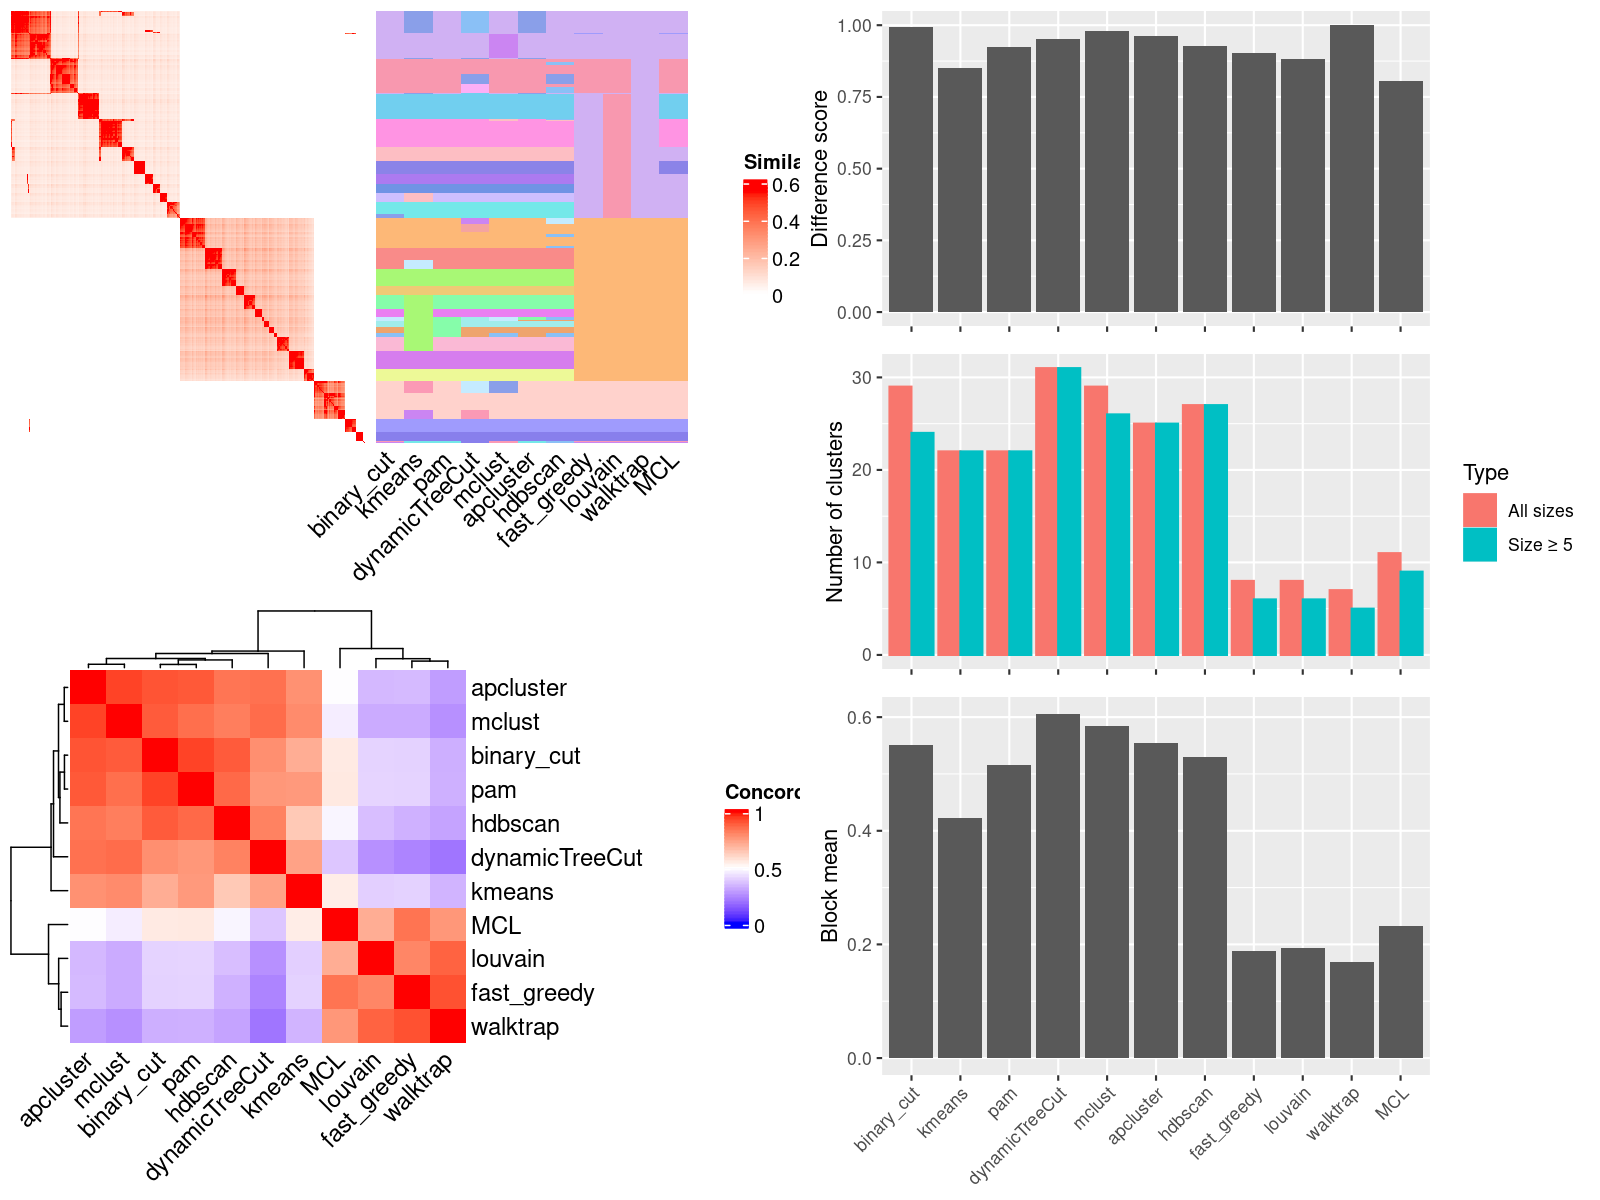 Simila
0.6
0.4
0.2
0
binary_cut
kmeans
pam
dynamicTreeCut
mclust
apcluster
hdbscan
fast_greedy
louvain
walktrap
MCL
apcluster
mclust
binary_cut
pam
hdbscan
dynamicTreeCut
kmeans
MCL
louvain
fast_greedy
walktrap
Concord
1
0.5
0
apcluster
mclust
binary_cut
pam
hdbscan
dynamicTreeCut
kmeans
MCL
louvain
fast_greedy
walktrap
Difference score
1.00
0.75
0.50
0.25
0.00
Number of clusters
30
20
10
0
Type
All sizes
Size ≥ 5
Block mean
0.6
0.4
0.2
0.0
binary_cut
kmeans
pam
dynamicTreeCut
mclust
apcluster
hdbscan
fast_greedy
louvain
walktrap
MCL